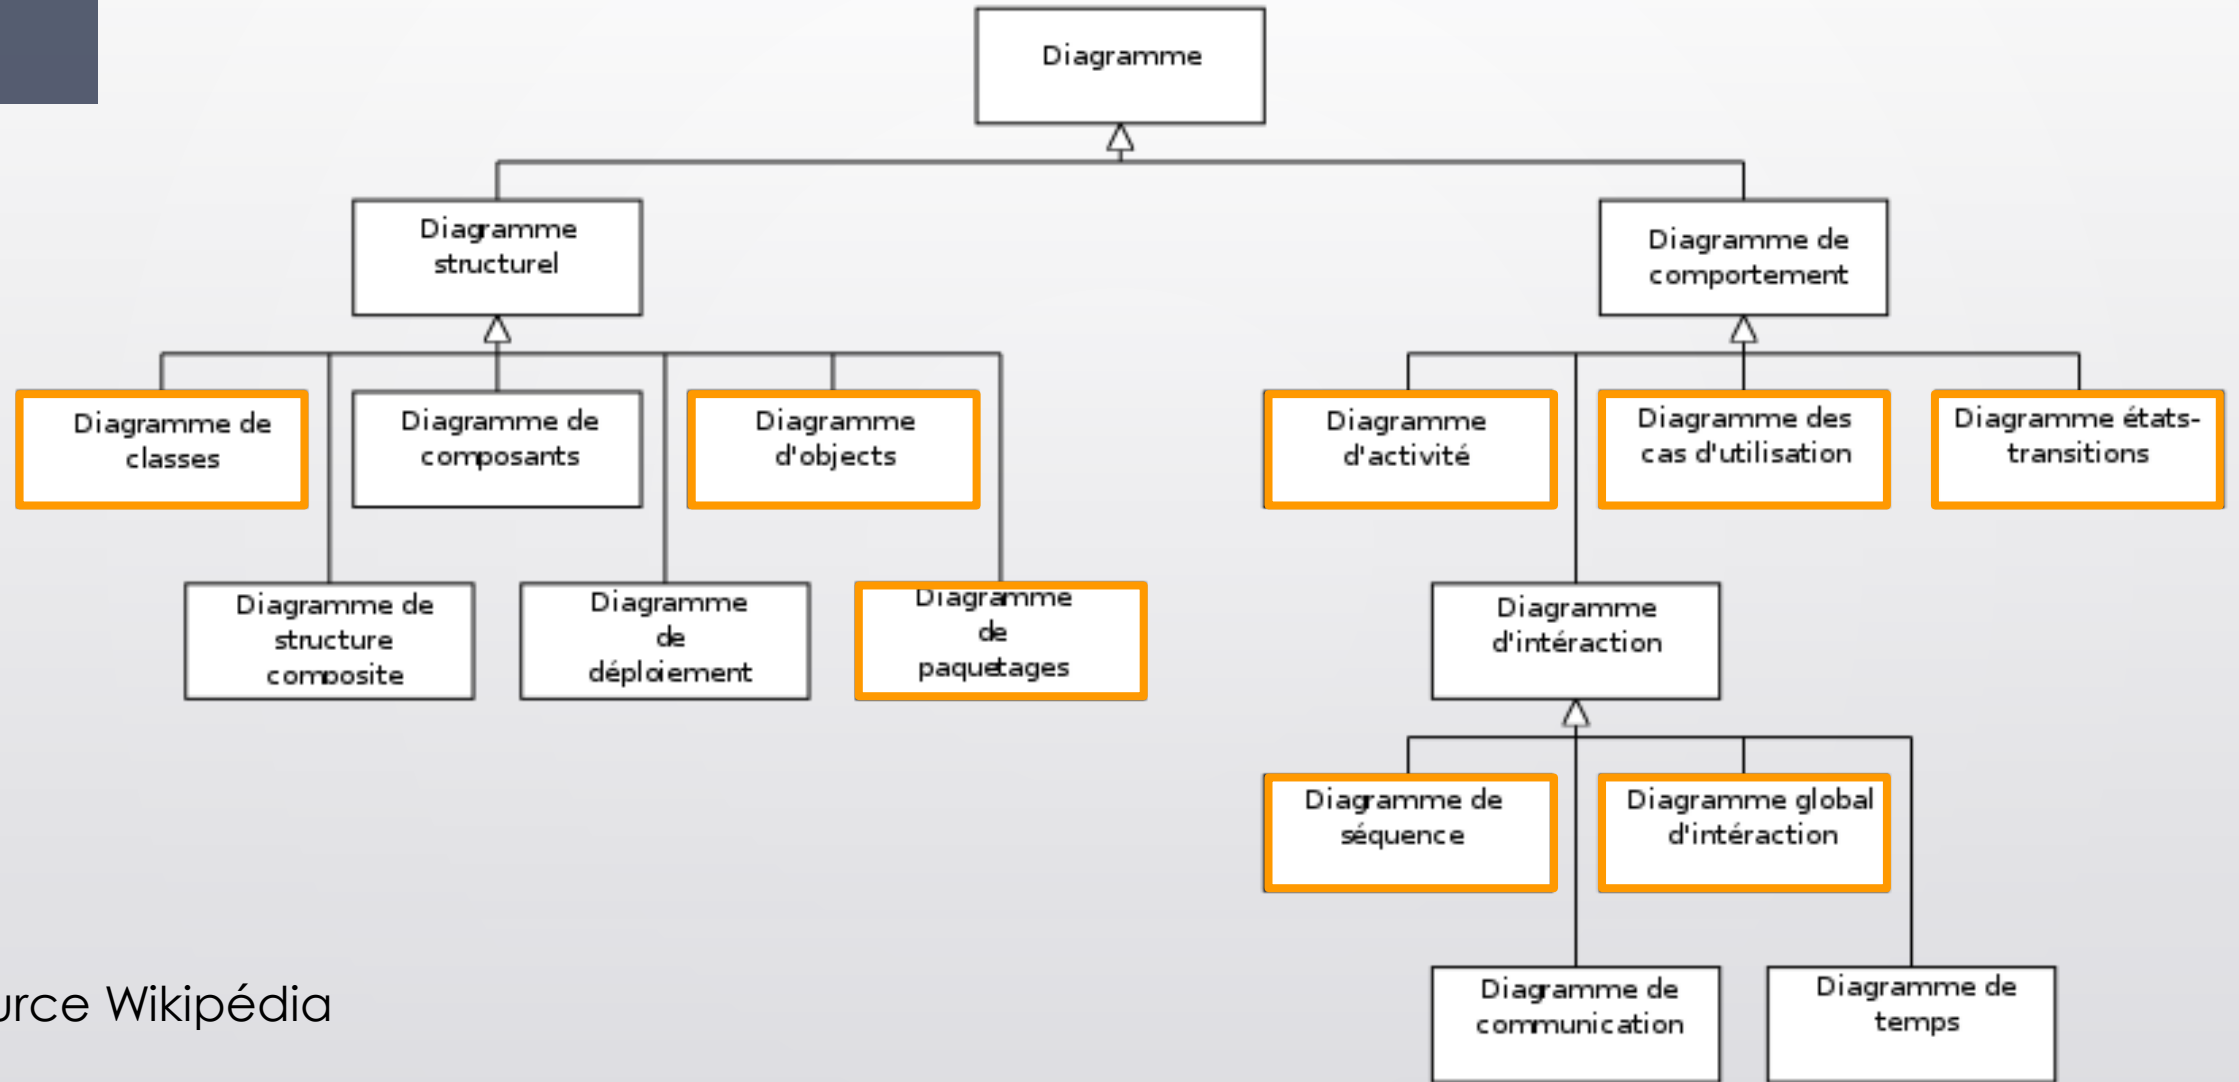 Diagramme
Diagramme
structurel
Diagramme de
comportement
Diagramme de
classes
Diagramme de
composants
Diagramme
d'objects
Diagramme
d'activité
Diagramme des
cas d'utilisation
Diagramme états-
transitions
Diagramme de
structure
composite
Diagramme
de
déploiement
Diagramme
de
paquetages
Diagramme
d'intéraction
Diagramme de
séquence
Diagramme global
d'intéraction
Diagramme de
communication
Diagramme de
temps
urce Wikipédia